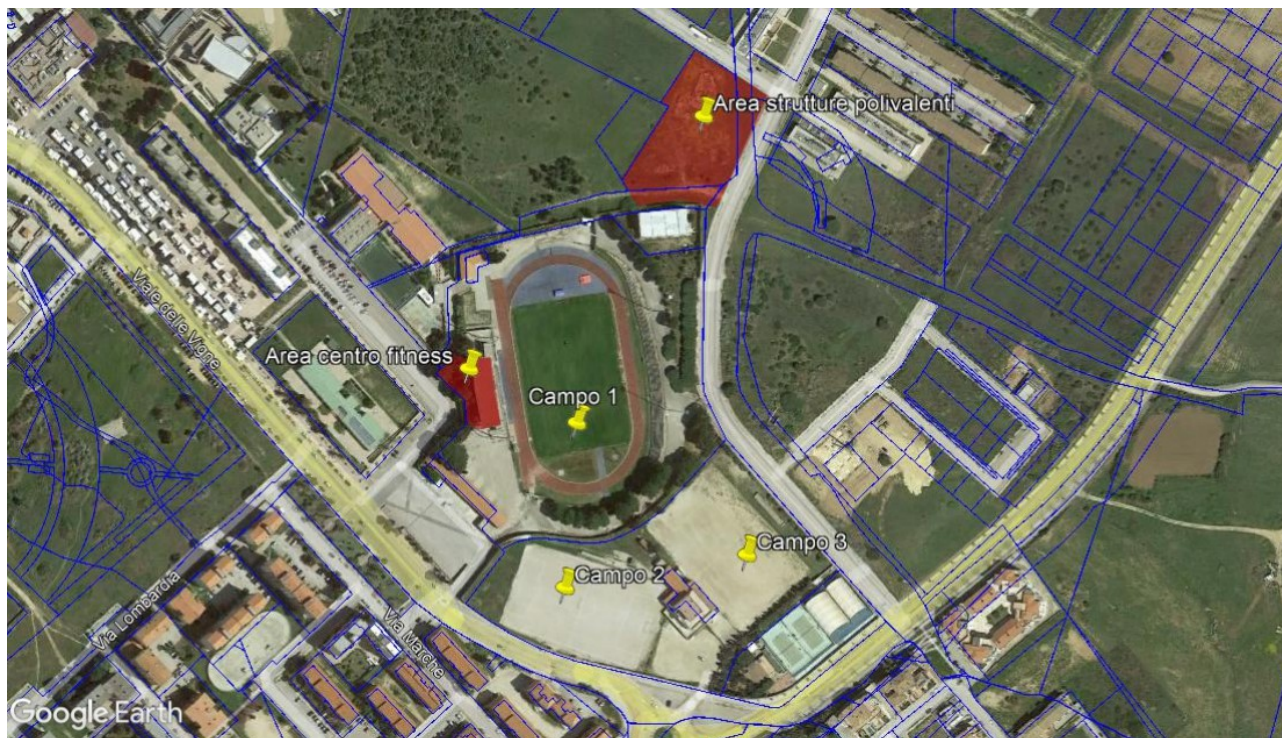 Area strutture polivalenti
Viale delle Vigne
Area centro fitness
Campo 1
Campo 3
Campo 2
Via Lombardia
Via Marche
Google Earth